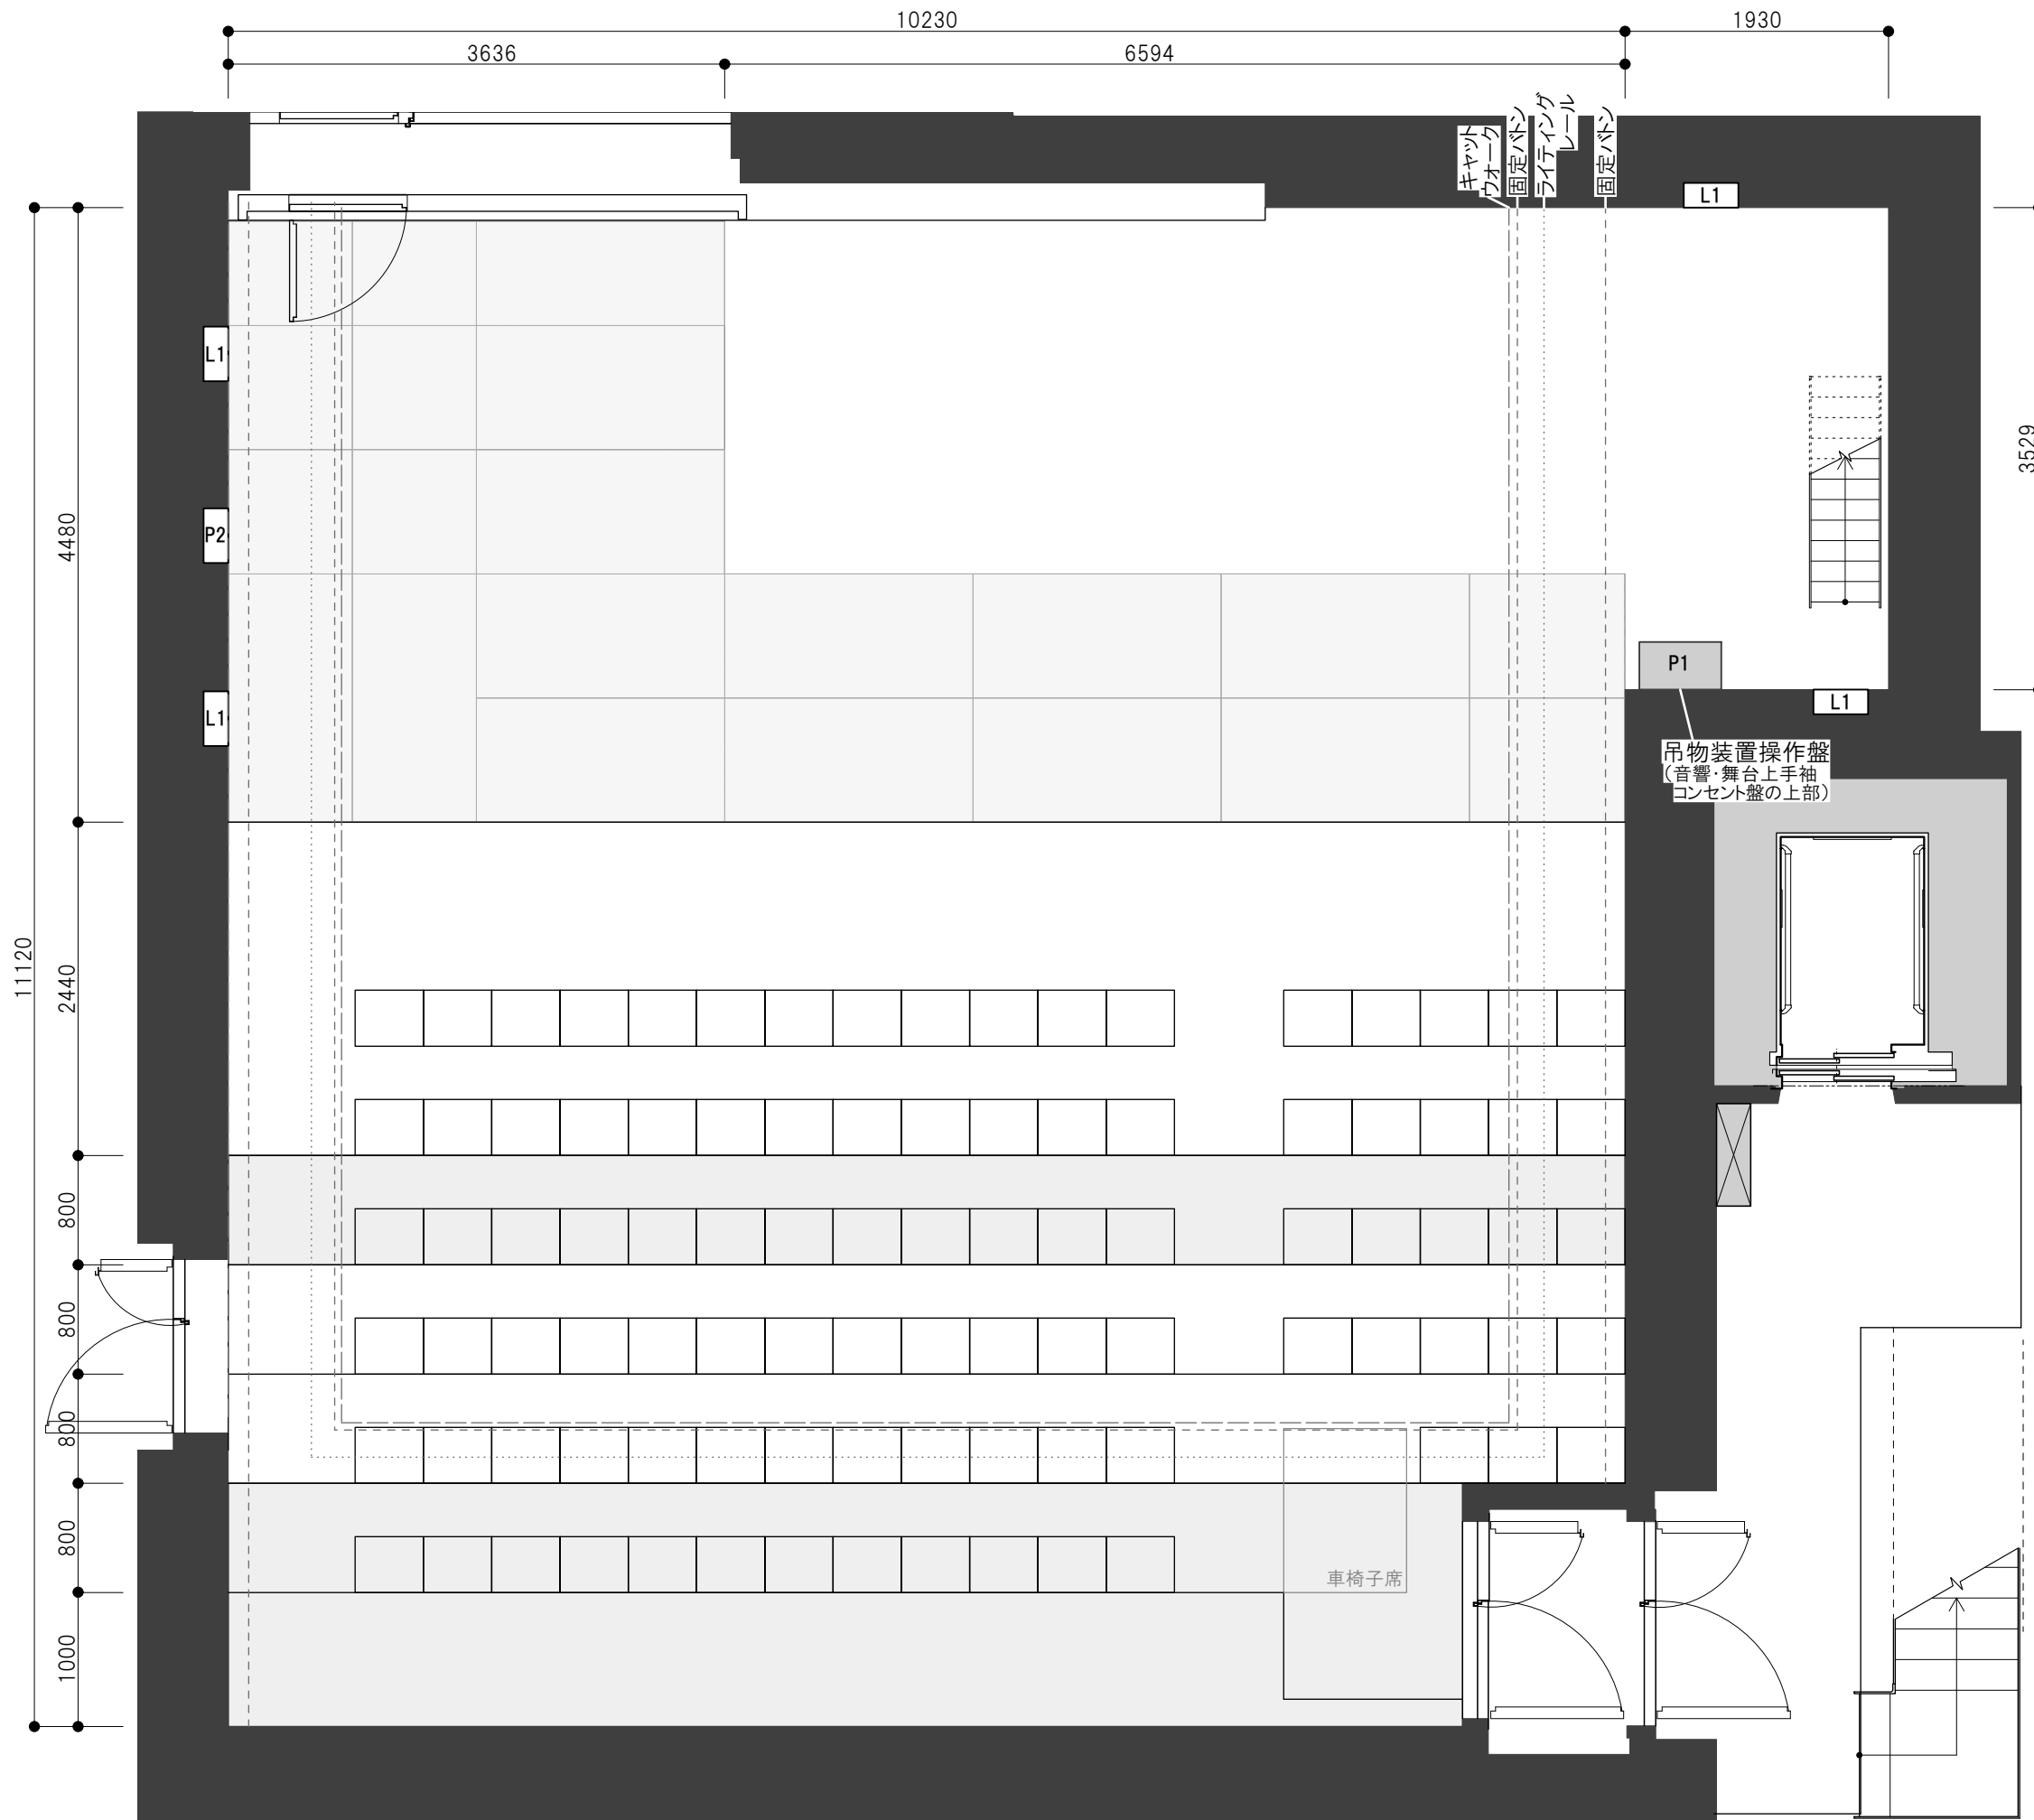 10230
1930
3636
6594
キャット
ウォーク
固定バトン
ライティング
レール
固定バトン
L1
L1
P2
L1
P1
L1
吊物装置操作盤
（音響・舞台上手袖
コンセント盤の上部）
3529
11120
4480
2440
800
800
800
800
1000
車椅子席